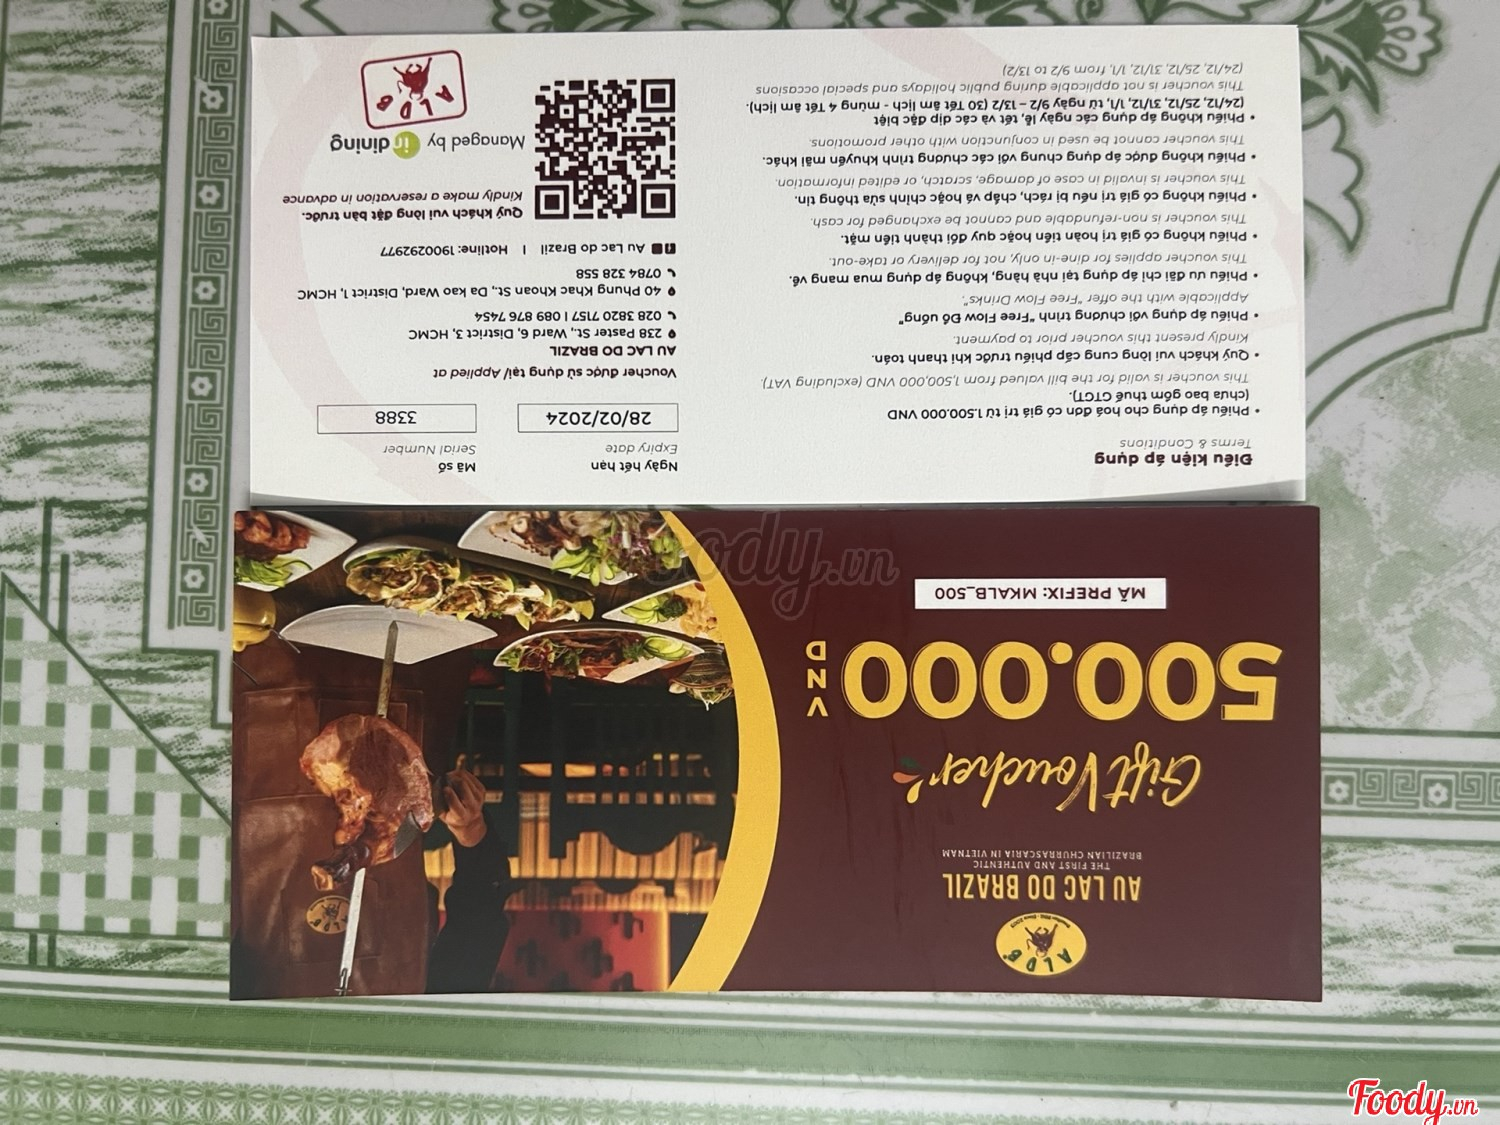 ALDB
AU LAC DO BRAZIL
THE FIRST AND AUTHENTIC
BRAZILIAN CHURRASCARIA IN VIETNAM
Gift Voucher
500.000
VND
MÃ PREFIX: MKALB_500
Điều kiện áp dụng
Terms & Conditions
• Phiếu áp dụng cho hoá đơn có giá trị từ 1.500.000 VND
(chưa bao gồm thuế GTGT).
This voucher is valid for the bill valued from 1,500,000 VND (excluding VAT)
• Quý khách vui lòng cung cấp phiếu trước khi thanh toán.
Kindly present this voucher prior to payment.
• Phiếu áp dụng với chương trình "Free Flow Đồ uống"
Applicable with the offer "Free Flow Drinks".
• Phiếu ưu đãi chỉ áp dụng tại nhà hàng, không áp dụng mua mang về.
This voucher applies for dine-in only, not for delivery or take-out.
• Phiếu không có giá trị hoàn tiền hoặc quy đổi thành tiền mặt.
This voucher is non-refundable and cannot be exchanged for cash.
• Phiếu không có giá trị nếu bị rách, chắp vá hoặc chỉnh sửa thông tin.
This voucher is invalid in case of damage, scratch, or edited information.
• Phiếu không được áp dụng chung với các chương trình khuyến mãi khác.
This voucher cannot be used in conjunction with other promotions.
• Phiếu không áp dụng các ngày lễ, tết và các dịp đặc biệt
(24/12, 25/12, 31/12, 1/1, từ ngày 9/2 – 13/2 (30 Tết âm lịch - mùng 4 Tết âm lịch).
This voucher is not applicable during public holidays and special occasions
(24/12, 25/12, 31/12, 1/1, from 9/2 to 13/2)
Ngày hết hạn
Expiry date
28/02/2024
Mã số
Serial Number
3388
Voucher được sử dụng tại/ Applied at
AU LAC DO BRAZIL
238 Paster St., Ward 6, District 3, HCMC
028 3820 7157 I 089 876 7454
40 Phung Khac Khoan St., Da kao Ward, District 1, HCMC
0784 328 558
Au Lac do Brazil I Hotline: 1900292977
Quý khách vui lòng đặt bàn trước.
Kindly make a reservation in advance
Managed by in dining
ALDB
Foody.vn
Foody.vn